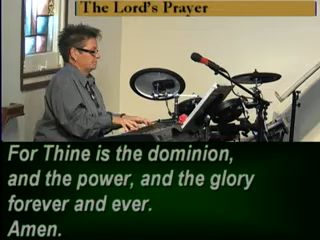 The Lord's Prayer
For Thine is the dominion,
and the power, and the glory
forever and ever.
Amen.